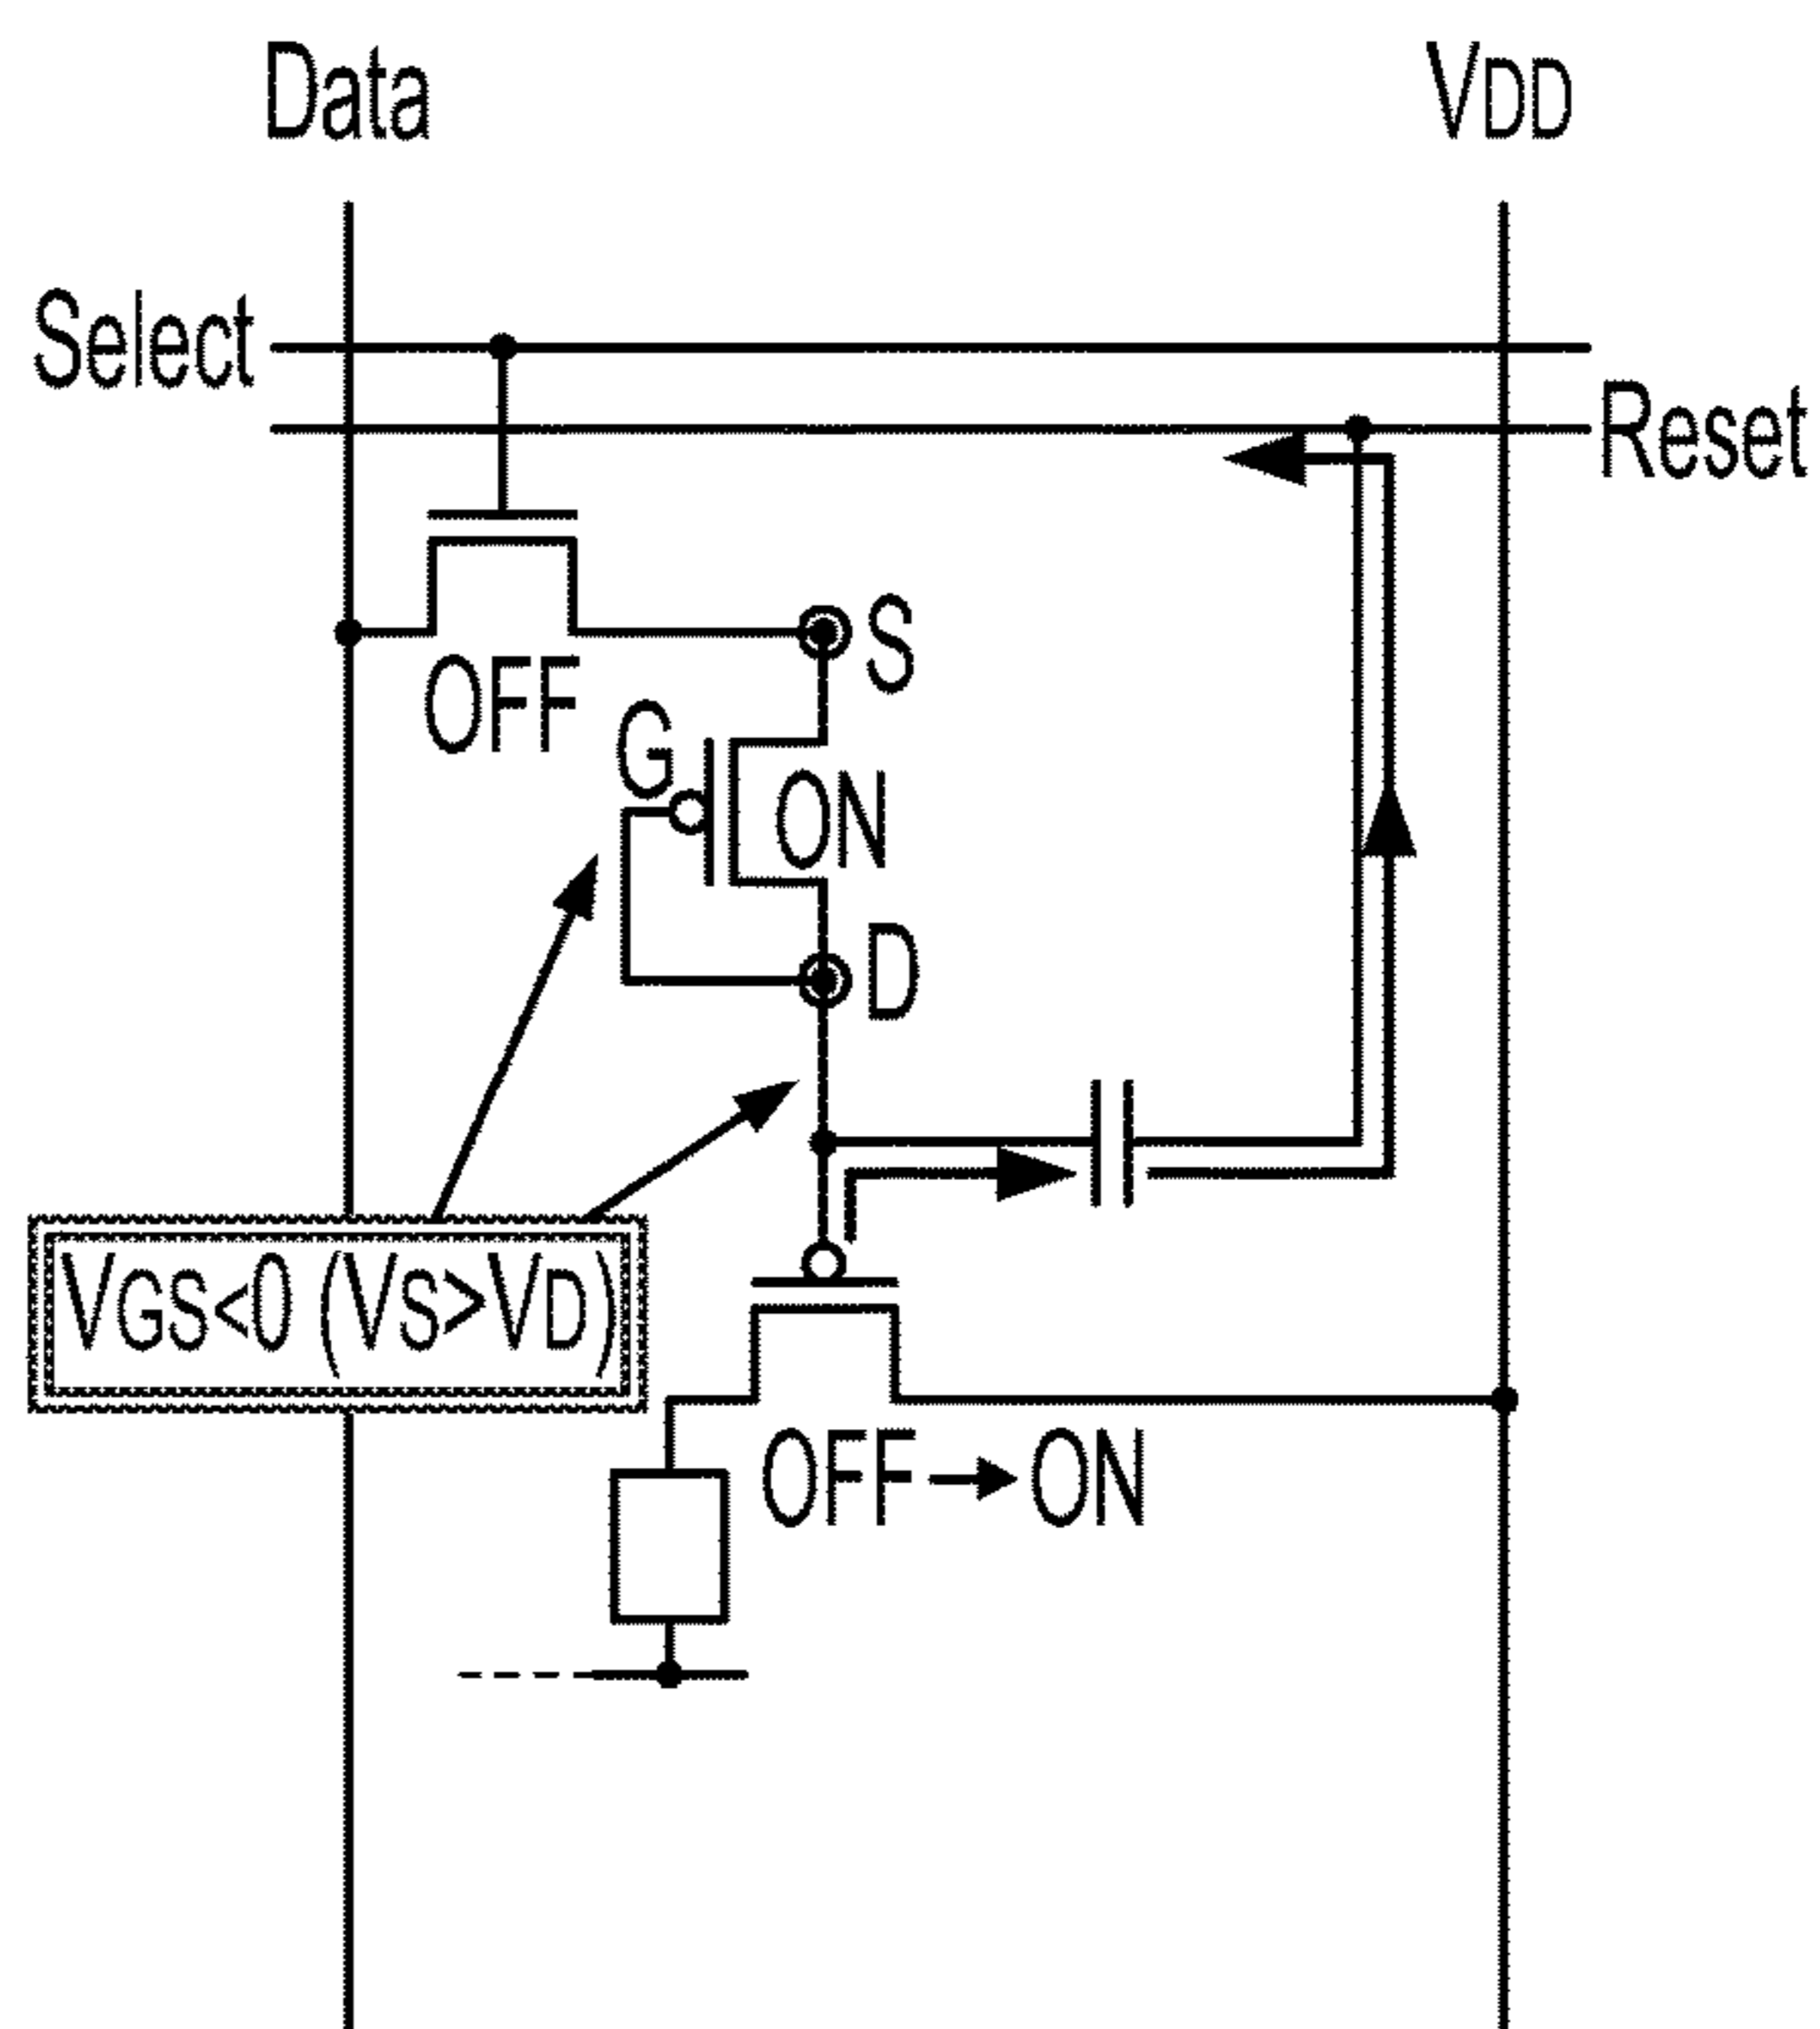 Data
VDD
Select
Reset
S
OFF
G
ON
D
VGS<0 (VS>VD)
OFF→ON